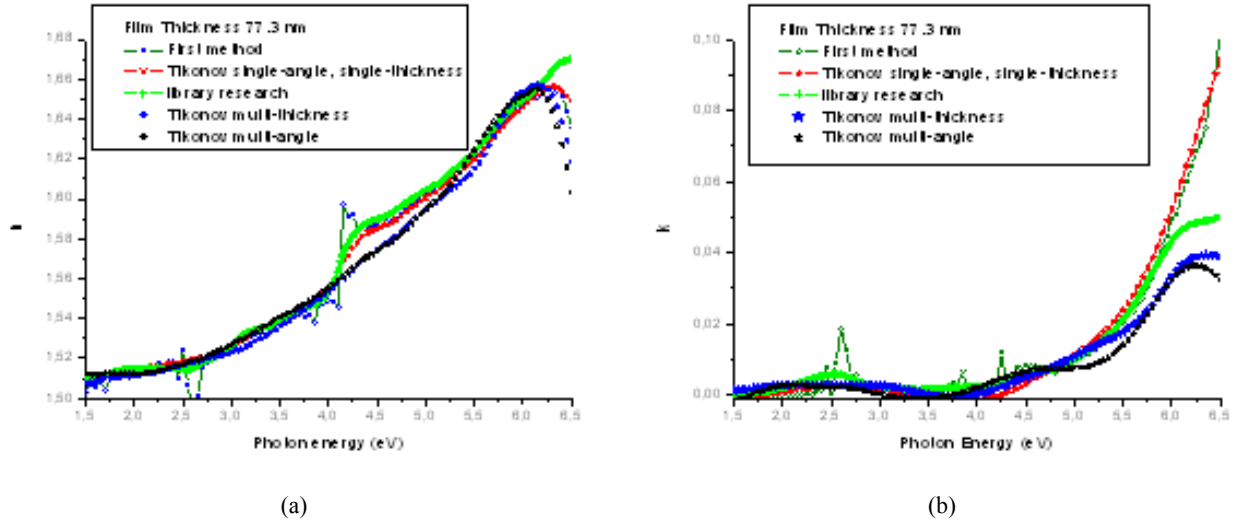 Film Thickness 77.3 nm
First method
Tikonov single-angle, single-thickness
library research
Tikonov multi-thickness
Tikonov multi-angle
1,68
1,66
1,64
1,62
1,60
1,58
1,56
1,54
1,52
1,50
1,5
2,0
2,5
3,0
3,5
4,0
4,5
5,0
5,5
6,0
6,5
Photon energy (eV)
(a)
Film Thickness 77.3 nm
First method
Tikonov single-angle, single-thickness
library research
Tikonov multi-thickness
Tikonov multi-angle
0,10
0,08
0,06
0,04
0,02
0,00
k
1,5
2,0
2,5
3,0
3,5
4,0
4,5
5,0
5,5
6,0
6,5
Photon Energy (eV)
(b)